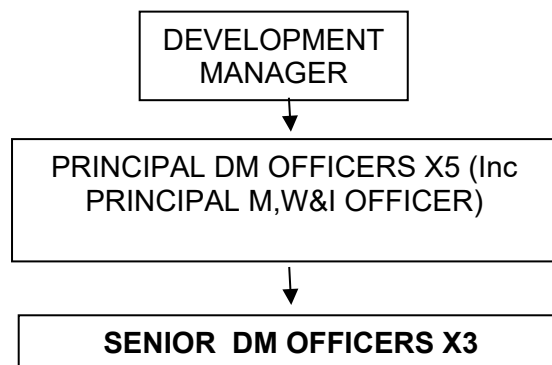 DEVELOPMENT
MANAGER
PRINCIPAL DM OFFICERS X5 (Inc
PRINCIPAL M,W&I OFFICER)
SENIOR  DM OFFICERS X3